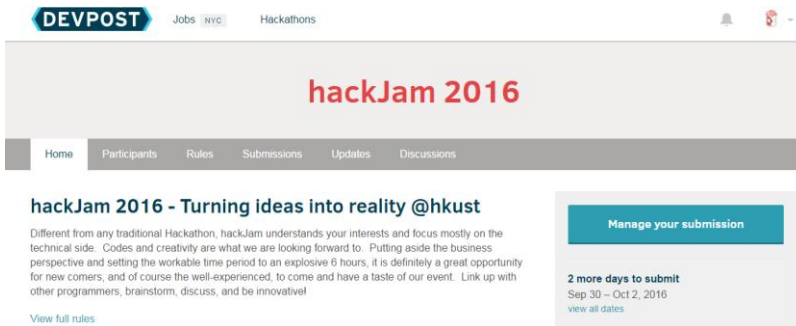 DEVPOST Jobs NYC Hackathons
hackJam 2016
Home Participants Rules Submissions Updates Discussions
hackJam 2016 - Turning ideas into reality @hkust
Different from any traditional Hackathon, hackJam understands your interests and focus mostly on the
technical side. Codes and creativity are what we are looking forward to. Putting aside the business
perspective and setting the workable time period to an explosive 6 hours, it is definitely a great opportunity
for new comers, and of course the well-experienced, to come and have a taste of our event. Link up with
other programmers, brainstorm, discuss, and be innovative!
View full rules
Manage your submission
2 more days to submit
Sep 30 – Oct 2, 2016
view all dates